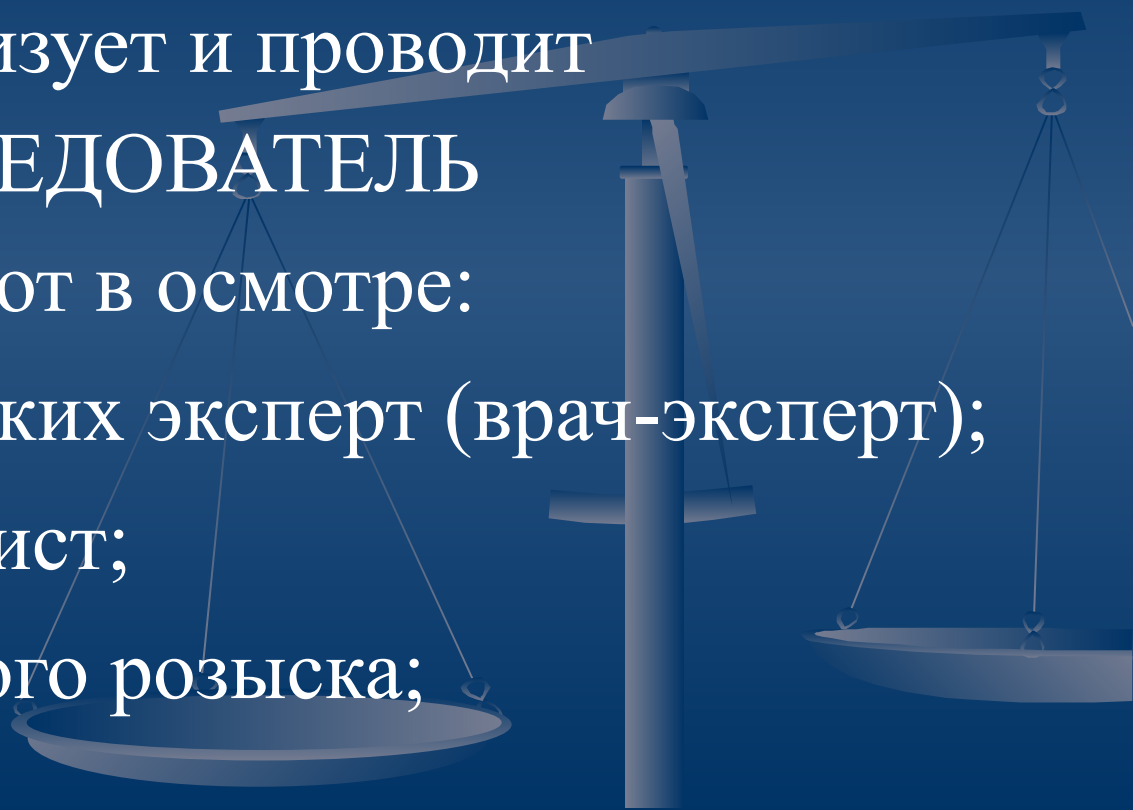 изует и проводит
ЕДОВАТЕЛЬ
от в осмотре:
ких эксперт (врач-эксперт);
ист;
ого розыска;